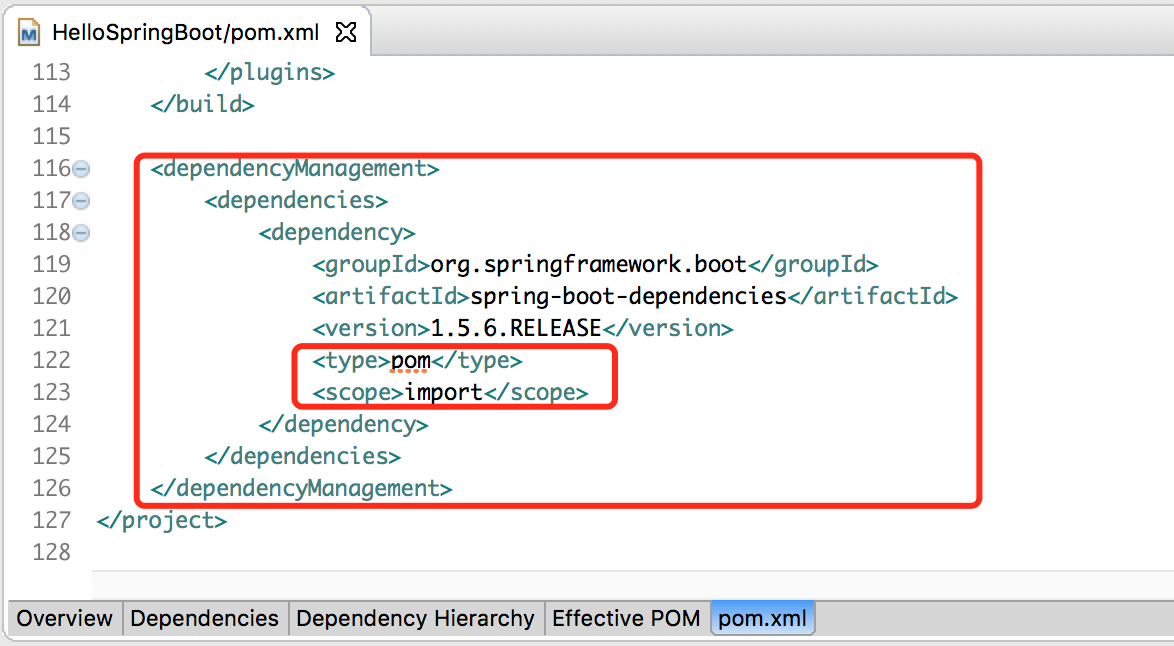 M HelloSpringBoot/pom.xml
113 </plugins>
114 </build>
115
116 <dependencyManagement>
117 <dependencies>
118 <dependency>
119 <groupId>org.springframework.boot</groupId>
120 <artifactId>spring-boot-dependencies</artifactId>
121 <version>1.5.6.RELEASE</version>
122 <type>pom</type>
123 <scope>import</scope>
124 </dependency>
125 </dependencies>
126 </dependencyManagement>
127 </project>
128
Overview Dependencies Dependency Hierarchy Effective POM pom.xml